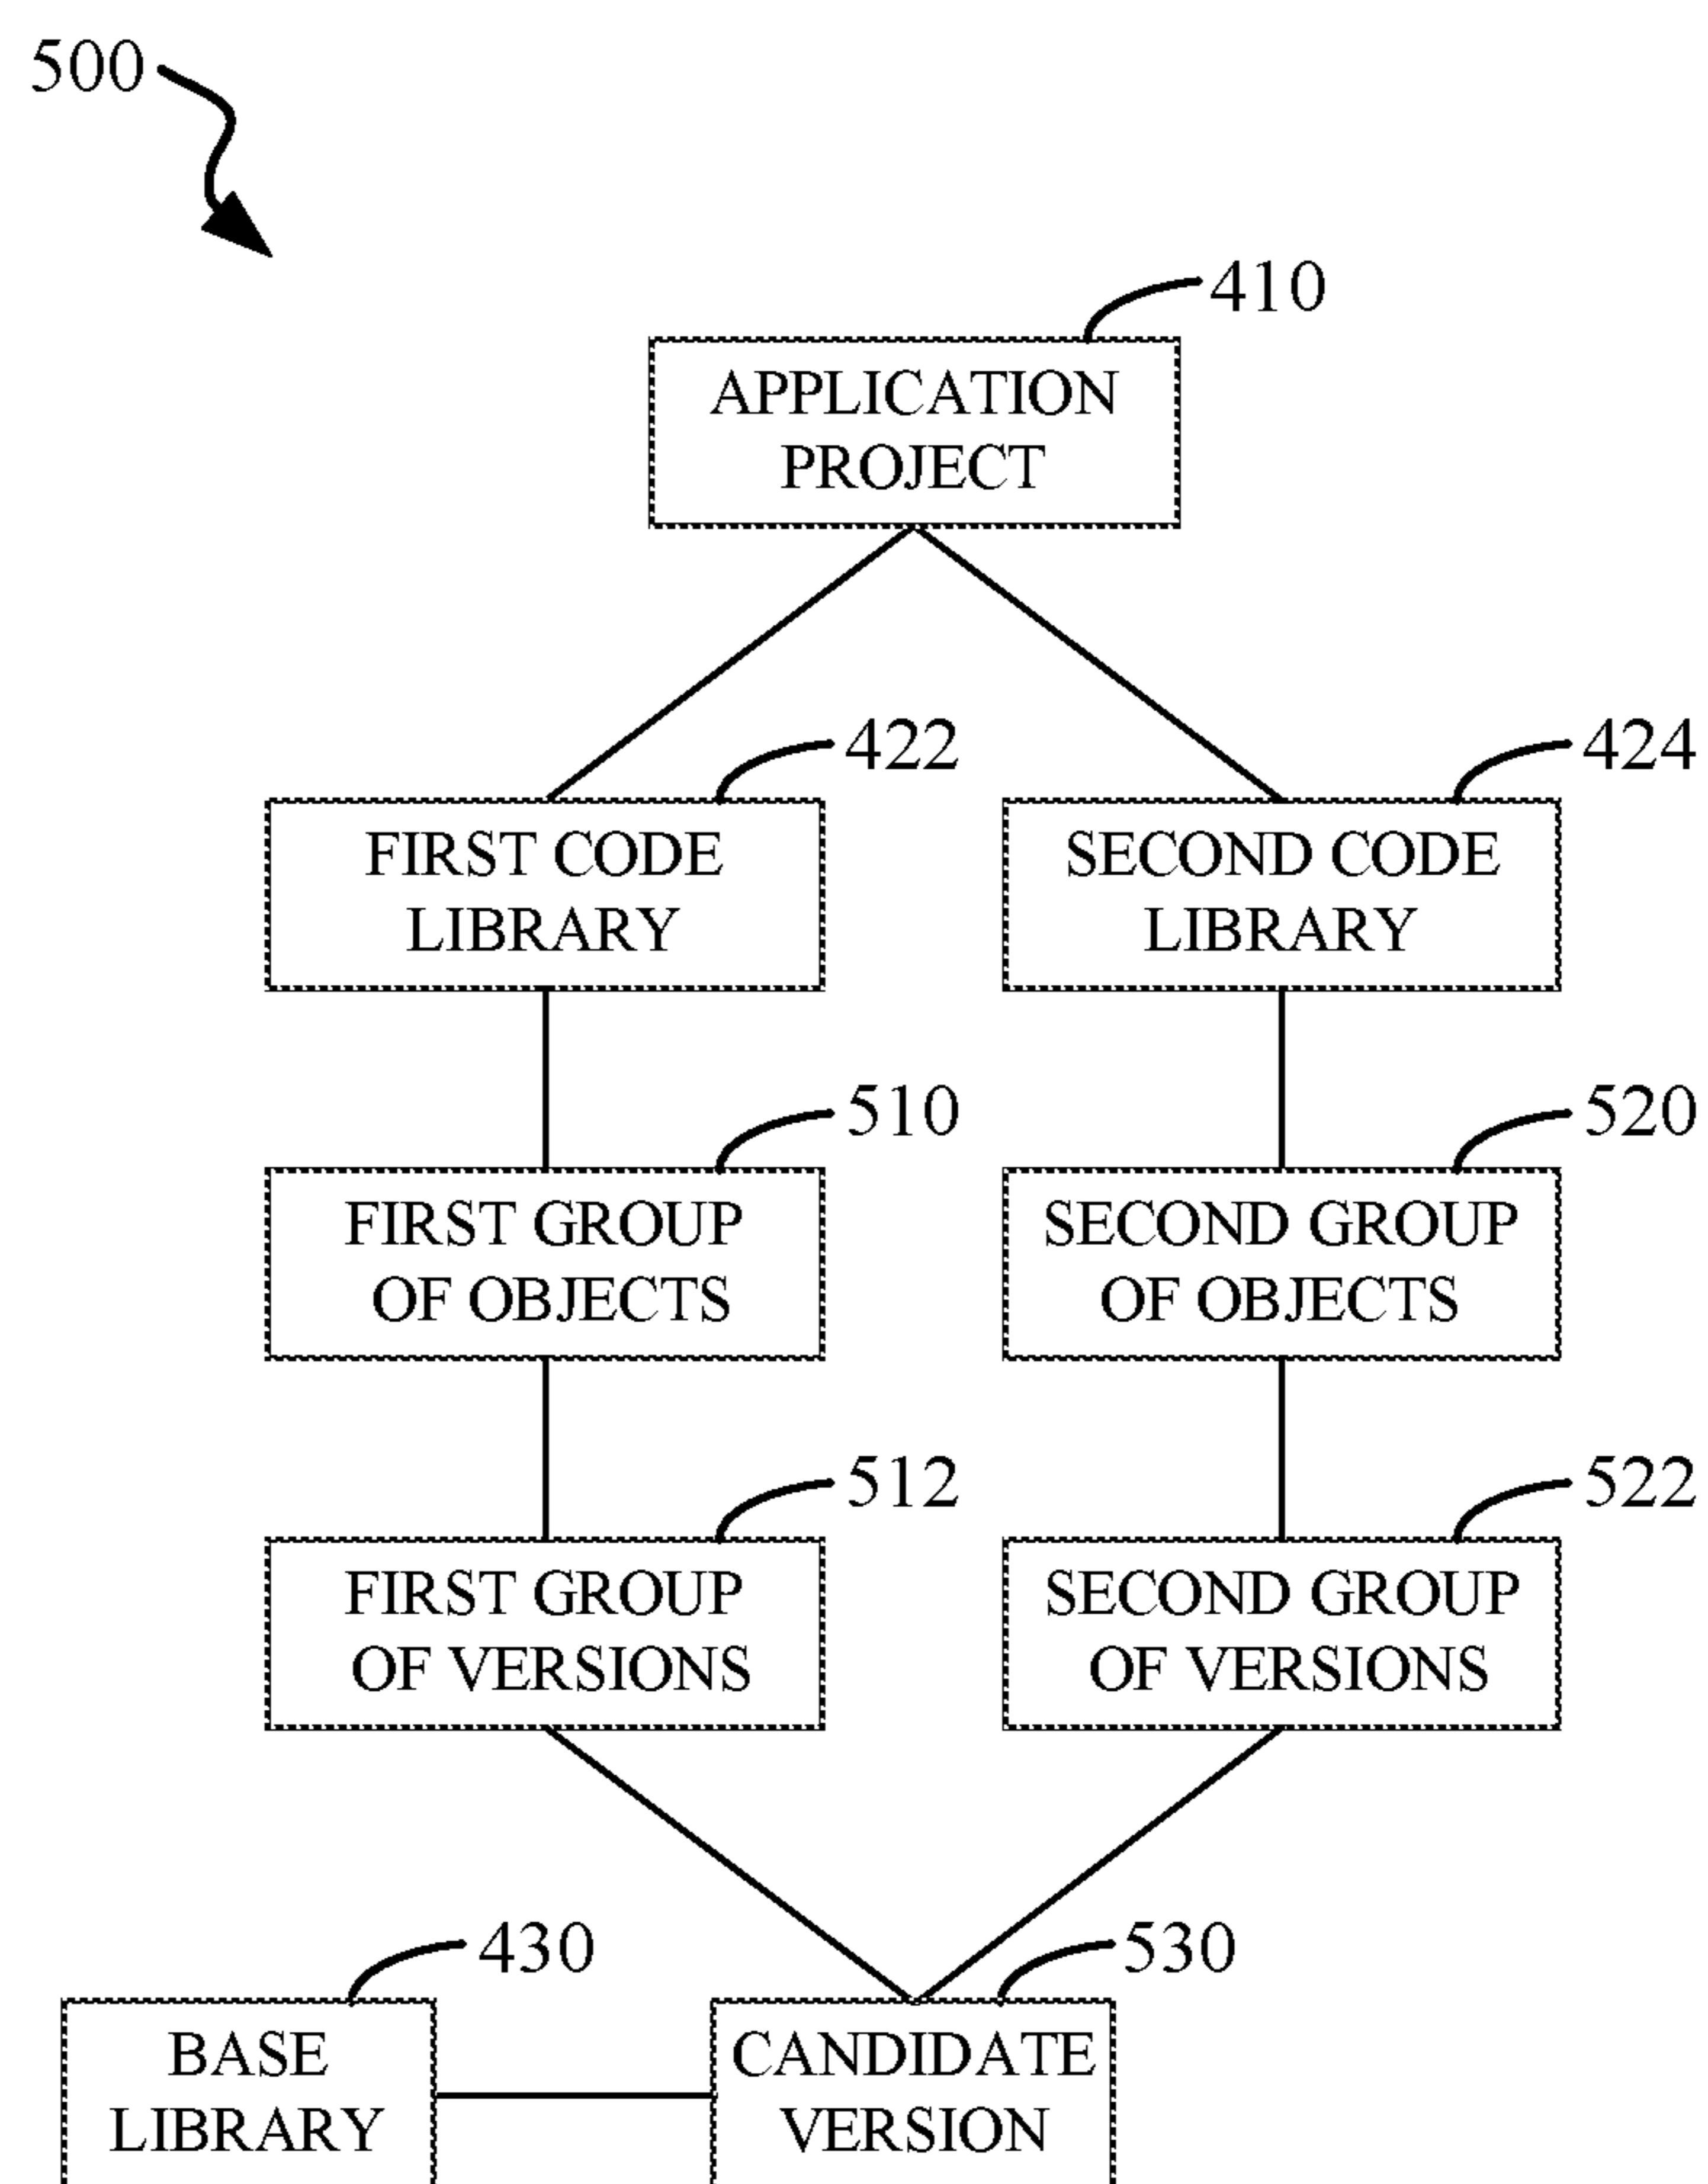 500
410
APPLICATION
PROJECT
422
424
FIRST CODE
LIBRARY
SECOND CODE
LIBRARY
510
520
FIRST GROUP
OF OBJECTS
SECOND GROUP
OF OBJECTS
512
522
FIRST GROUP
OF VERSIONS
SECOND GROUP
OF VERSIONS
430
530
BASE
LIBRARY
CANDIDATE
VERSION